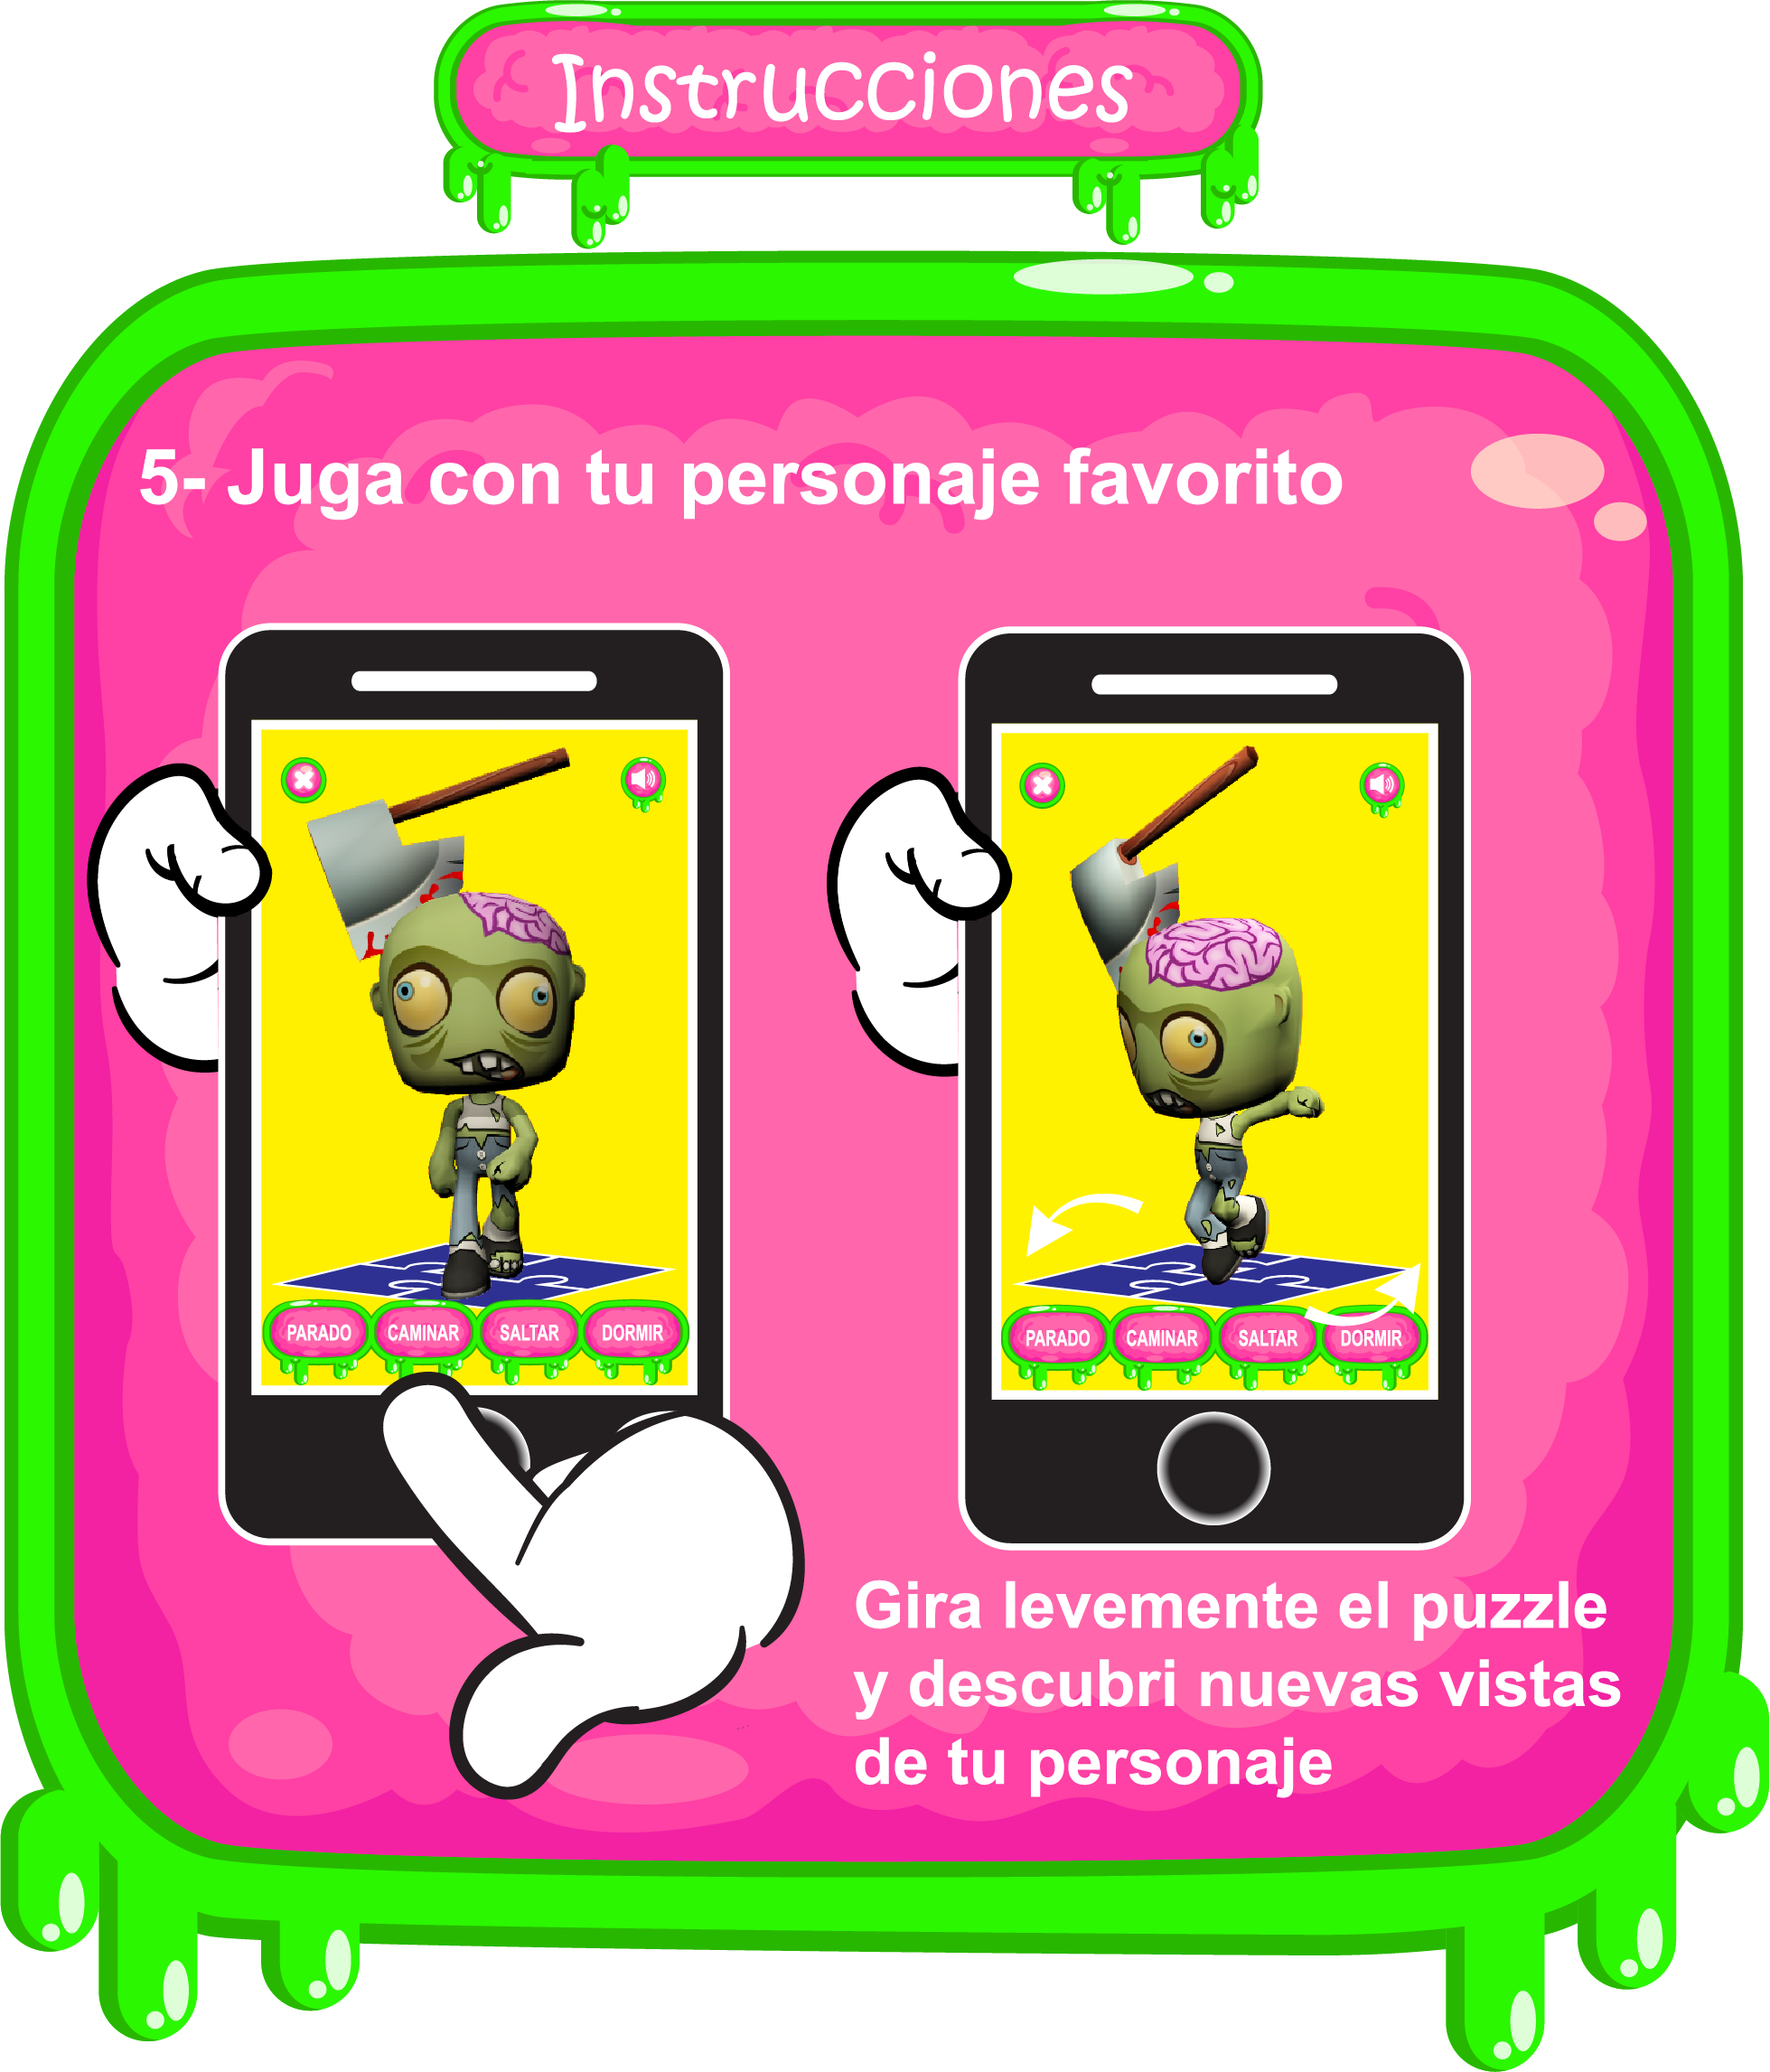 Instrucciones
5- Juga con tu personaje favorito
PARADO CAMINAR SALTAR DORMIR
PARADO CAMINAR SALTAR DORMIR
Gira levemente el puzzle
y descubri nuevas vistas
de tu personaje